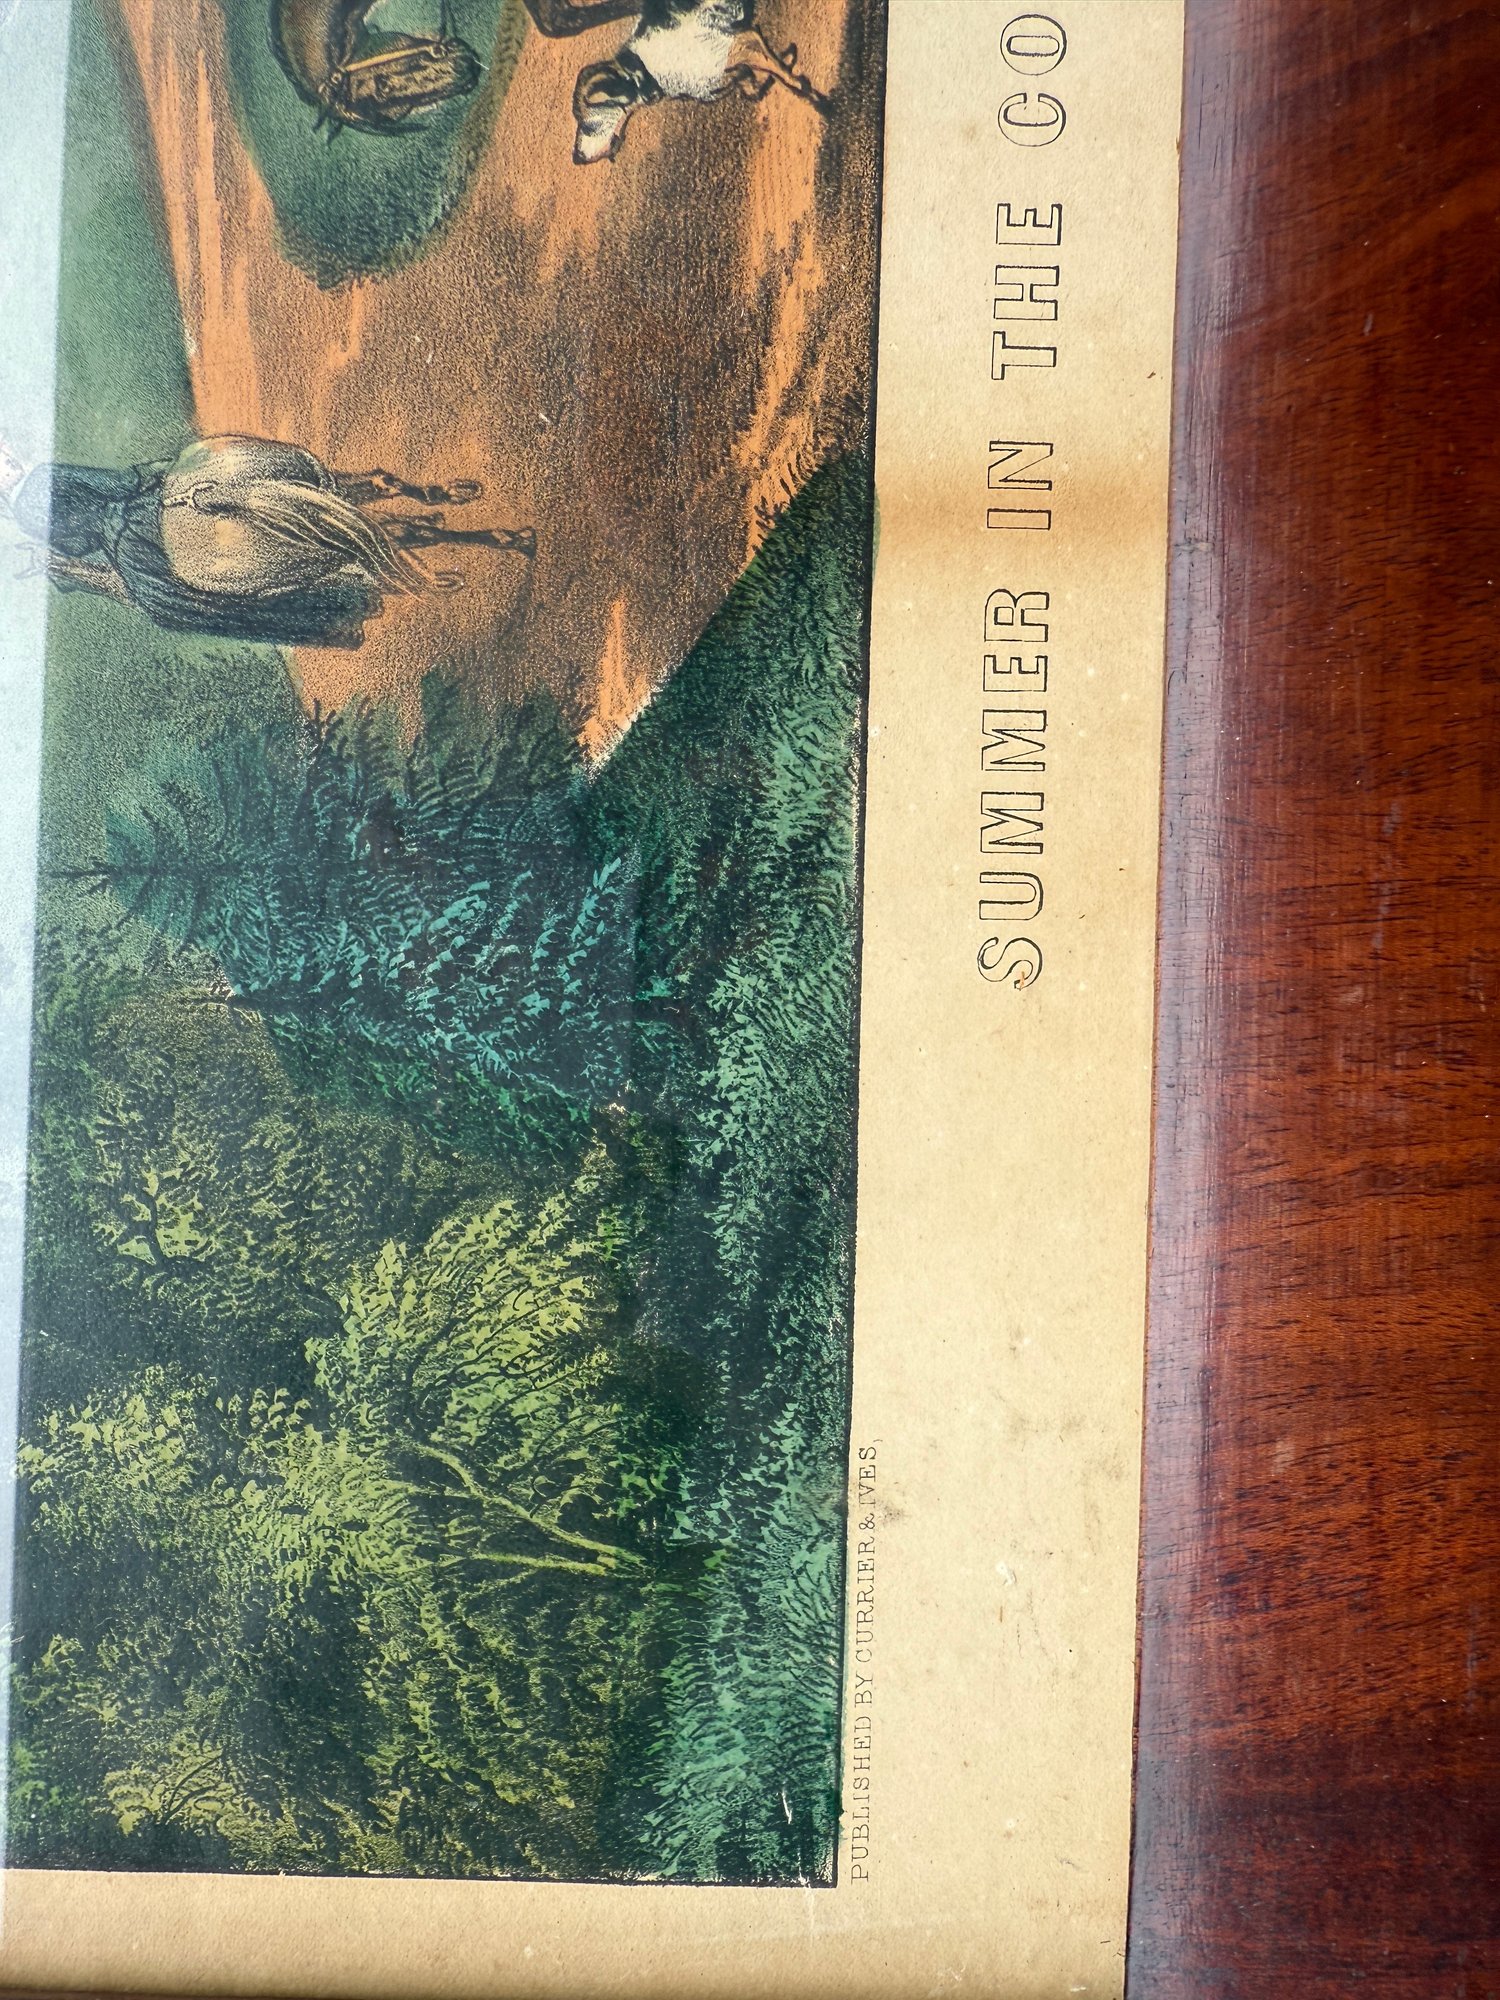 PUBLISHED BY CURRIER & IVES,
SUMMER IN THE CO